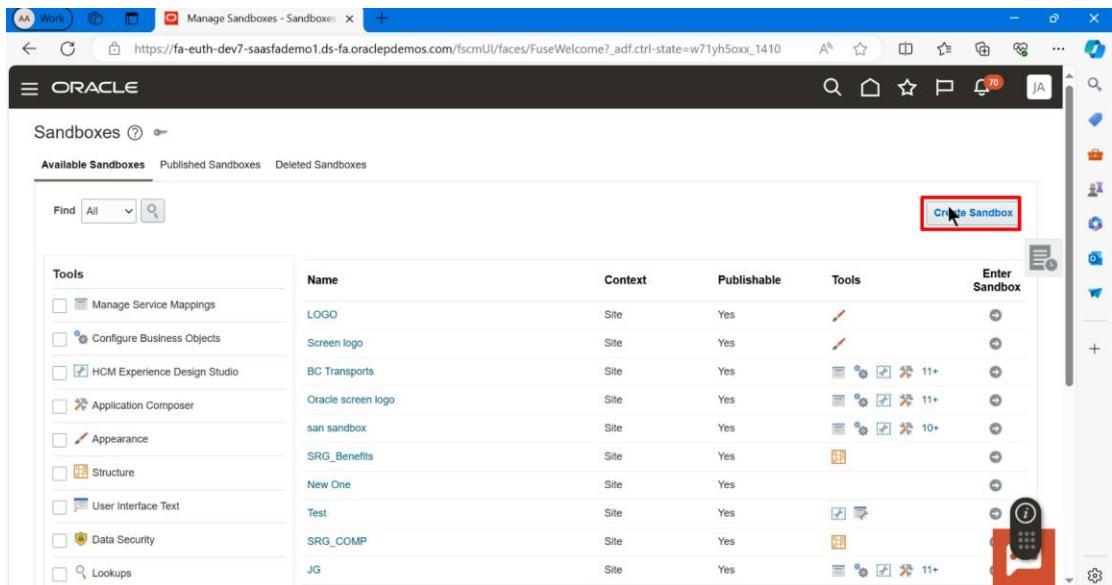 AA Work Manage Sandboxes - Sandboxes
https://fa-euth-dev7-saasfademo1.ds-fa.oraclepdemos.com/fscmUI/faces/FuseWelcome?_adf.ctrl-state=w71yh5oxx_1410
ORACLE 70 JA
Sandboxes
Available Sandboxes Published Sandboxes Deleted Sandboxes
Find All Create Sandbox
Tools
Manage Service Mappings
Configure Business Objects
HCM Experience Design Studio
Application Composer
Appearance
Structure
User Interface Text
Data Security
Lookups
Name Context Publishable Tools Enter Sandbox
LOGO Site Yes
Screen logo Site Yes
BC Transports Site Yes 11+
Oracle screen logo Site Yes 11+
san sandbox Site Yes 10+
SRG_Benefits Site Yes
New One Site Yes
Test Site Yes
SRG_COMP Site Yes
JG Site Yes 11+